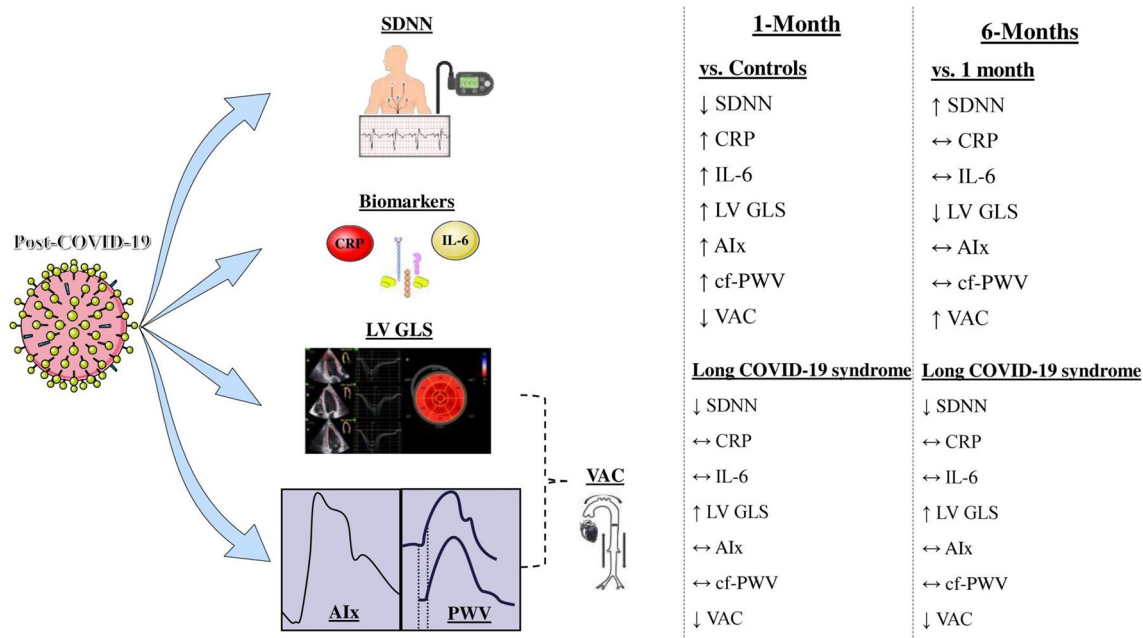 SDNN
Biomarkers
CRP
IL-6
Post-COVID-19
LV GLS
VAC
AIx
PWV
1-Month
vs. Controls
↓ SDNN
↑ CRP
↑ IL-6
↑ LV GLS
↑ AIx
↑ cf-PWV
↓ VAC
Long COVID-19 syndrome
↓ SDNN
↔ CRP
↔ IL-6
↑ LV GLS
↔ AIx
↔ cf-PWV
↓ VAC
6-Months
vs. 1 month
↑ SDNN
↔ CRP
↔ IL-6
↓ LV GLS
↔ AIx
↔ cf-PWV
↑ VAC
Long COVID-19 syndrome
↓ SDNN
↔ CRP
↔ IL-6
↑ LV GLS
↔ AIx
↔ cf-PWV
↓ VAC